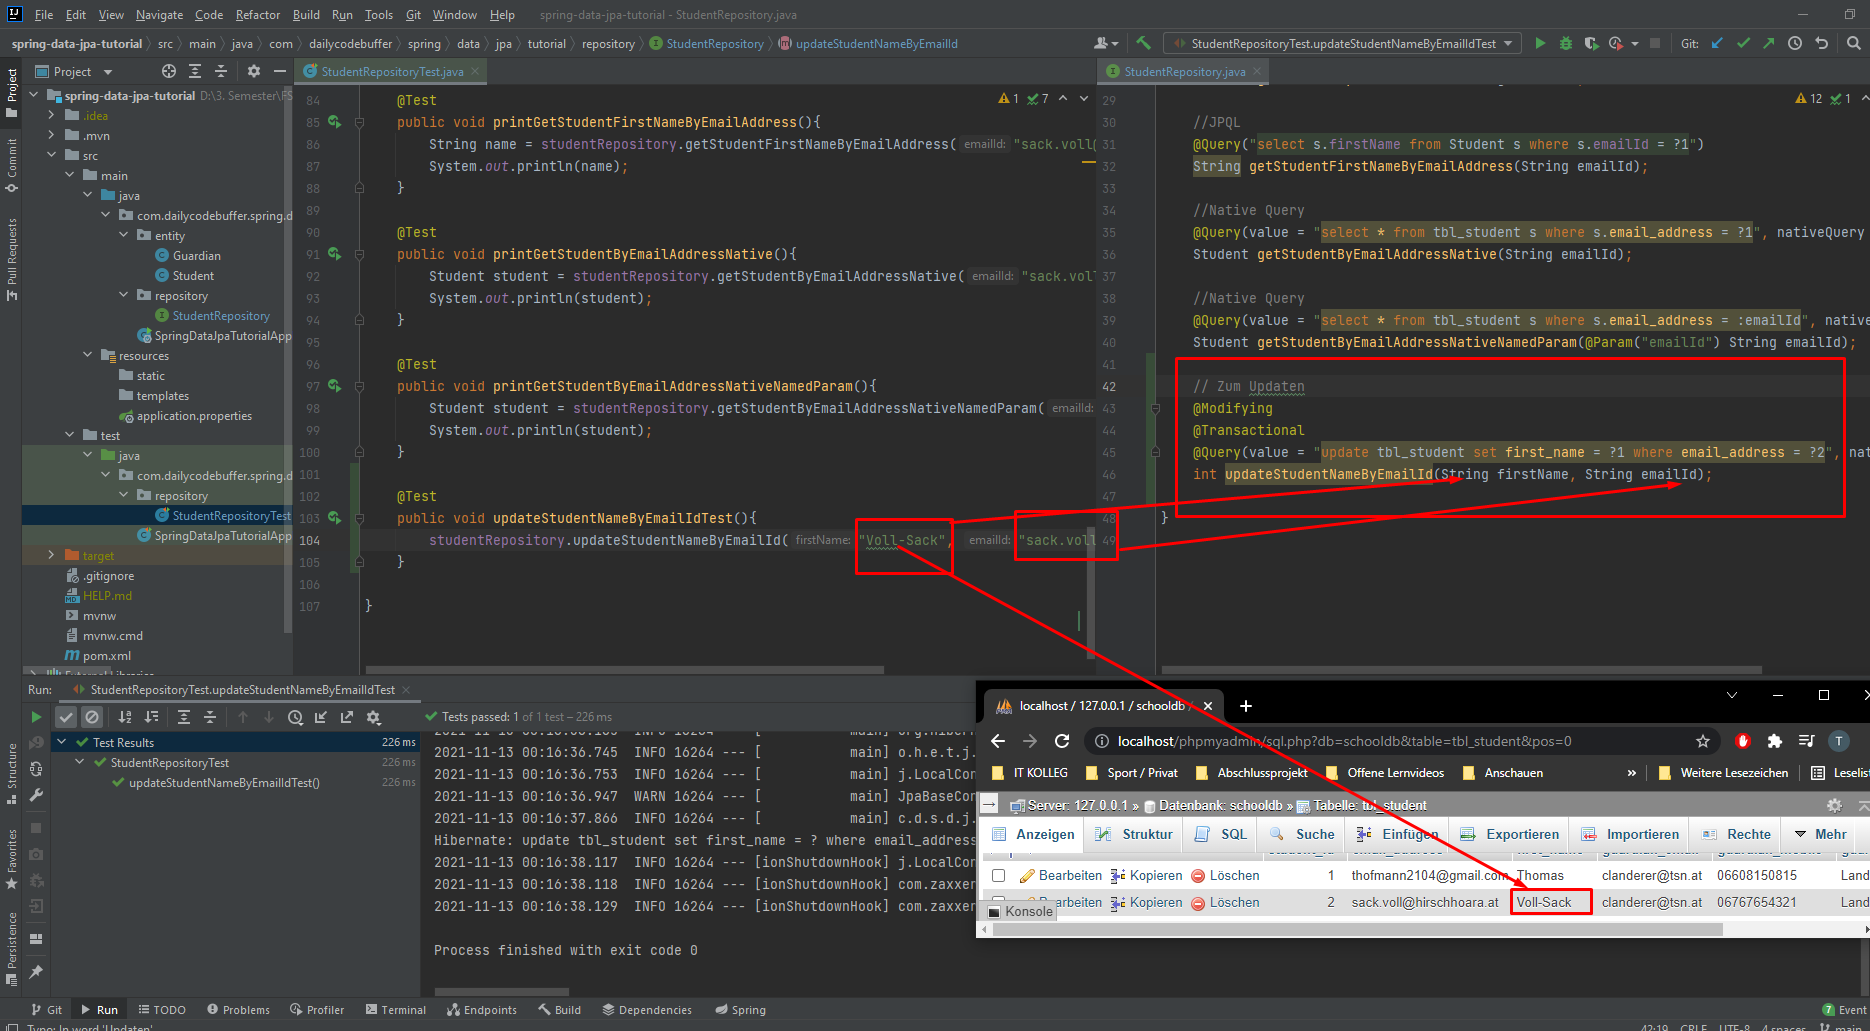 File Edit View Navigate Code Refactor Build Run Tools Git Window Help spring-data-jpa-tutorial - StudentRepository.java
spring-data-jpa-tutorial src main java com dailycodebuffer spring data jpa tutorial repository StudentRepository updateStudentNameByEmailId StudentRepositoryTest.updateStudentNameByEmailIdTest Git:
Project
StudentRepositoryTest.java
StudentRepository.java
spring-data-jpa-tutorial D:\3. Semester\FS
.idea
.mvn
src
main
java
com.dailycodebuffer.spring.d
entity
Guardian
Student
repository
StudentRepository
SpringDataJpaTutorialApp
resources
static
templates
application.properties
test
java
com.dailycodebuffer.spring.d
repository
StudentRepositoryTest
SpringDataJpaTutorialApp
target
.gitignore
HELP.md
mvnw
mvnw.cmd
pom.xml
Project
Commit
Pull Requests
Structure
Favorites
Persistence
1 7
84 @Test
85 public void printGetStudentFirstNameByEmailAddress(){
86 String name = studentRepository.getStudentFirstNameByEmailAddress( emailId: "sack.voll@
87 System.out.println(name);
88 }
89
90 @Test
91 public void printGetStudentByEmailAddressNative(){
92 Student student = studentRepository.getStudentByEmailAddressNative( emailId: "sack.voll
93 System.out.println(student);
94 }
95
96 @Test
97 public void printGetStudentByEmailAddressNativeNamedParam(){
98 Student student = studentRepository.getStudentByEmailAddressNativeNamedParam( emailId:
99 System.out.println(student);
100 }
101
102 @Test
103 public void updateStudentNameByEmailIdTest(){
104 studentRepository.updateStudentNameByEmailId( firstName: "Voll-Sack", emailId: "sack.voll
105 }
106
107 }
12 1
29
30 //JPQL
31 @Query("select s.firstName from Student s where s.emailId = ?1")
32 String getStudentFirstNameByEmailAddress(String emailId);
33
34 //Native Query
35 @Query(value = "select * from tbl_student s where s.email_address = ?1", nativeQuery
36 Student getStudentByEmailAddressNative(String emailId);
37
38 //Native Query
39 @Query(value = "select * from tbl_student s where s.email_address = :emailId", native
40 Student getStudentByEmailAddressNativeNamedParam(@Param("emailId") String emailId);
41
42 // Zum Updaten
43 @Modifying
44 @Transactional
45 @Query(value = "update tbl_student set first_name = ?1 where email_address = ?2", nat
46 int updateStudentNameByEmailId(String firstName, String emailId);
47
48 }
49
Run: StudentRepositoryTest.updateStudentNameByEmailIdTest
Tests passed: 1 of 1 test – 226 ms
Test Results 226 ms
StudentRepositoryTest 226 ms
updateStudentNameByEmailIdTest() 226 ms
2021-11-13 00:16:36.745 INFO 16264 --- [ main] o.h.e.t.j.
2021-11-13 00:16:36.753 INFO 16264 --- [ main] j.LocalCon
2021-11-13 00:16:36.947 WARN 16264 --- [ main] JpaBaseCon
2021-11-13 00:16:37.866 INFO 16264 --- [ main] c.d.s.d.j.
Hibernate: update tbl_student set first_name = ? where email_address
2021-11-13 00:16:38.117 INFO 16264 --- [ionShutdownHook] j.LocalCon
2021-11-13 00:16:38.118 INFO 16264 --- [ionShutdownHook] com.zaxxer
2021-11-13 00:16:38.129 INFO 16264 --- [ionShutdownHook] com.zaxxer
Process finished with exit code 0
localhost / 127.0.0.1 / schooldb /
localhost/phpmyadmin/sql.php?db=schooldb&table=tbl_student&pos=0
T
IT KOLLEG Sport / Privat Abschlussprojekt Offene Lernvideos Anschauen » Weitere Lesezeichen Leselist
Server: 127.0.0.1 » Datenbank: schooldb » Tabelle: tbl_student
Anzeigen Struktur SQL Suche Einfügen Exportieren Importieren Rechte Mehr
Bearbeiten Kopieren Löschen 1 thofmann2104@gmail.com Thomas clanderer@tsn.at 06608150815 Land
Bearbeiten Kopieren Löschen 2 sack.voll@hirschhoara.at Voll-Sack clanderer@tsn.at 06767654321 Land
Konsole
Git Run TODO Problems Profiler Terminal Endpoints Build Dependencies Spring 7 Event
Typo: In word 'Updaten' 42:19 CRLF UTF-8 4 spaces main